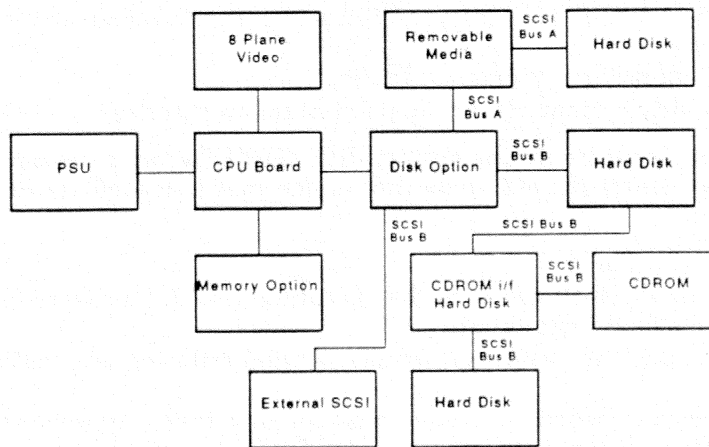 8 Plane
Video
Removable
Media
SCSI
Bus A
Hard Disk
SCSI
Bus A
PSU
CPU Board
Disk Option
SCSI
Bus B
Hard Disk
SCSI
Bus B
SCSI Bus B
Memory Option
CDROM i/f
Hard Disk
SCSI
Bus B
CDROM
SCSI
Bus B
External SCSI
Hard Disk